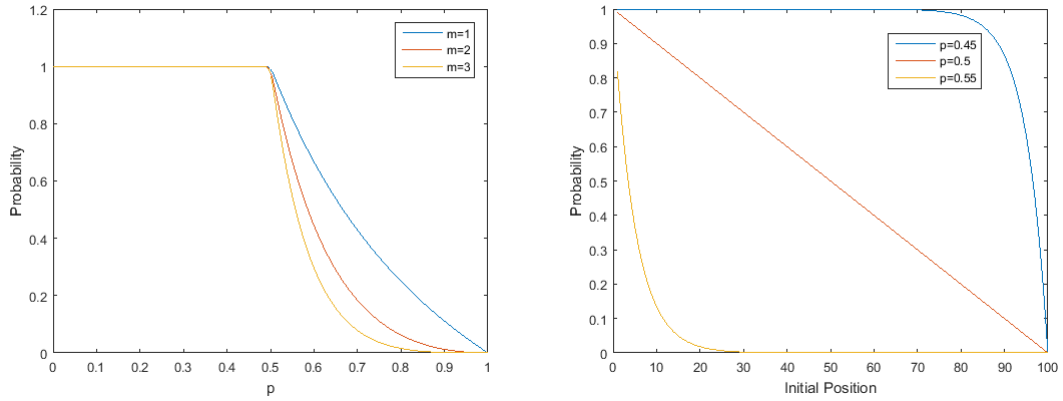 1.2
1
0.8
0.6
0.4
0.2
0
Probability
0 0.1 0.2 0.3 0.4 0.5 0.6 0.7 0.8 0.9 1
p
m=1
m=2
m=3
1
0.9
0.8
0.7
0.6
0.5
0.4
0.3
0.2
0.1
0
Probability
0 10 20 30 40 50 60 70 80 90 100
Initial Position
p=0.45
p=0.5
p=0.55